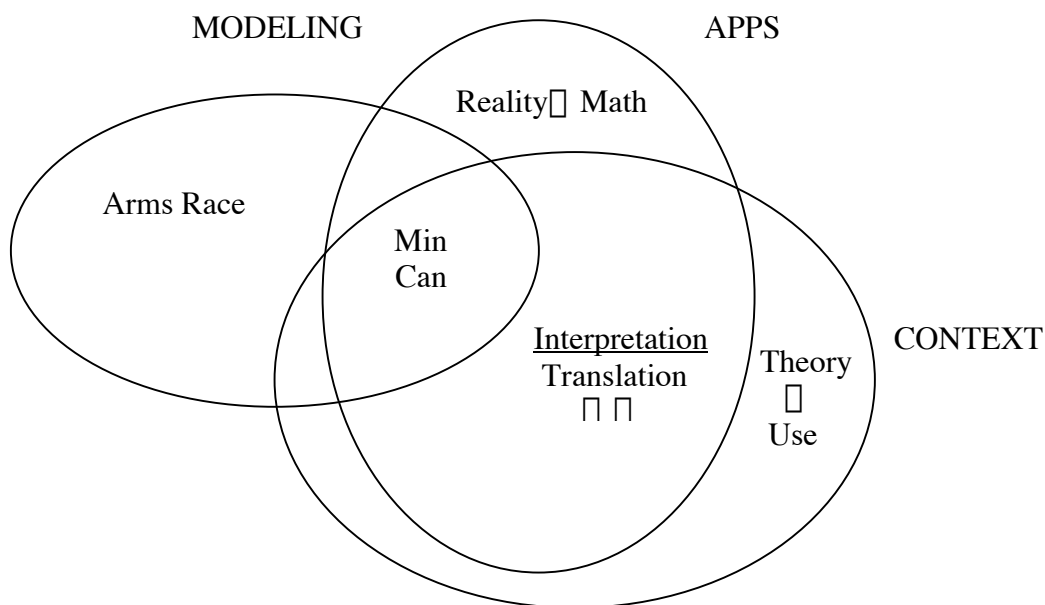 MODELING
APPS
Reality▯ Math
Arms Race
Min
Can
Interpretation
Translation
▯ ▯
CONTEXT
Theory
▯
Use